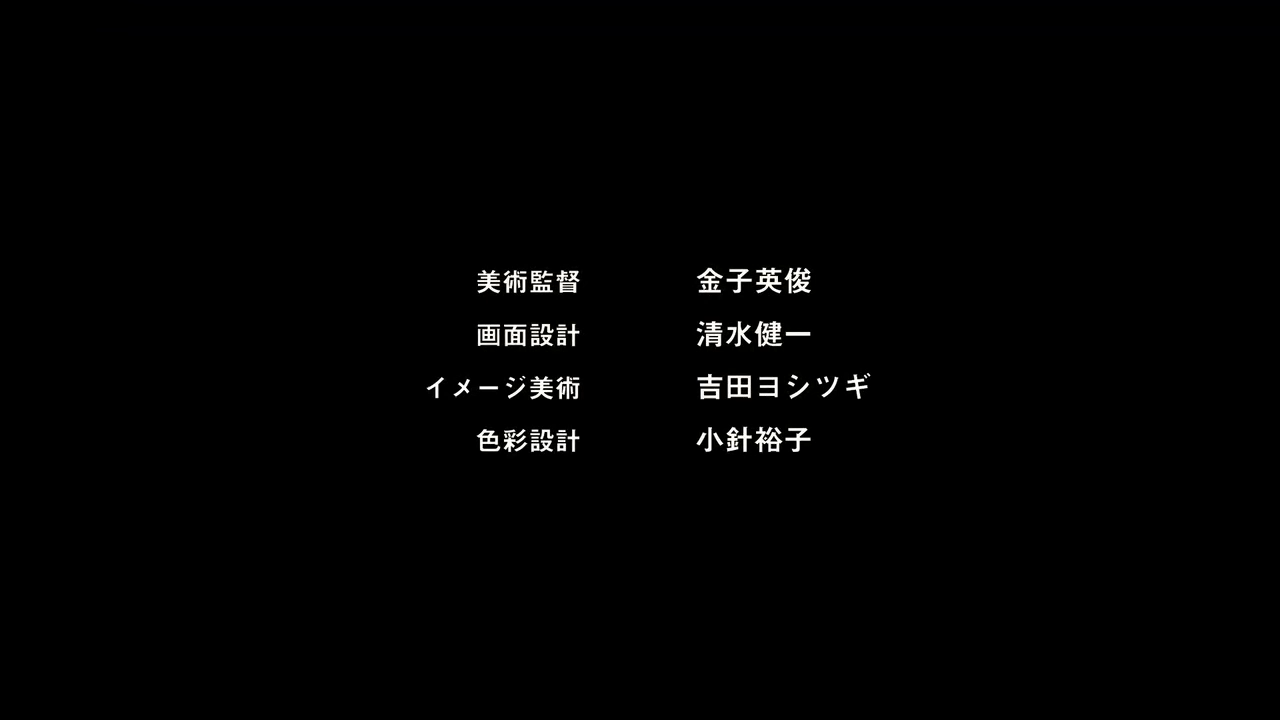 美術監督 金子英俊
画面設計 清水健一
イメージ美術 吉田ヨシツギ
色彩設計 小針裕子